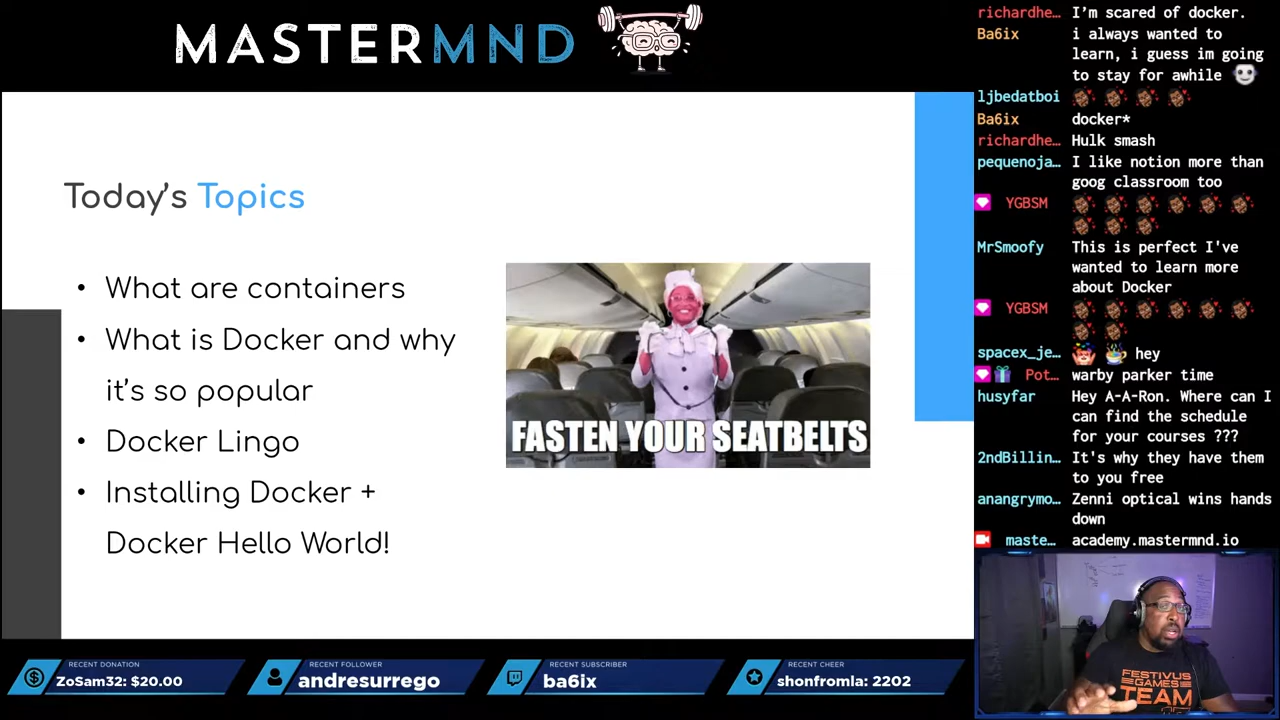 MASTERMND
Today's Topics
• What are containers
• What is Docker and why
it's so popular
• Docker Lingo
• Installing Docker +
Docker Hello World!
FASTEN YOUR SEATBELTS
richardhe… I'm scared of docker.
Ba6ix i always wanted to
learn, i guess im going
to stay for awhile
ljbedatboi
Ba6ix docker*
richardhe… Hulk smash
pequenoja… I like notion more than
goog classroom too
YGBSM
MrSmoofy This is perfect I've
wanted to learn more
about Docker
YGBSM
spacex_je… hey
Pot… warby parker time
husyfar Hey A-A-Ron. Where can I
can find the schedule
for your courses ???
2ndBillin… It's why they have them
to you free
anangrymo… Zenni optical wins hands
down
maste… academy.mastermnd.io
FESTIVUS
GAMES
TEAM
RECENT DONATION
ZoSam32: $20.00
RECENT FOLLOWER
andresurrego
RECENT SUBSCRIBER
ba6ix
RECENT CHEER
shonfromla: 2202